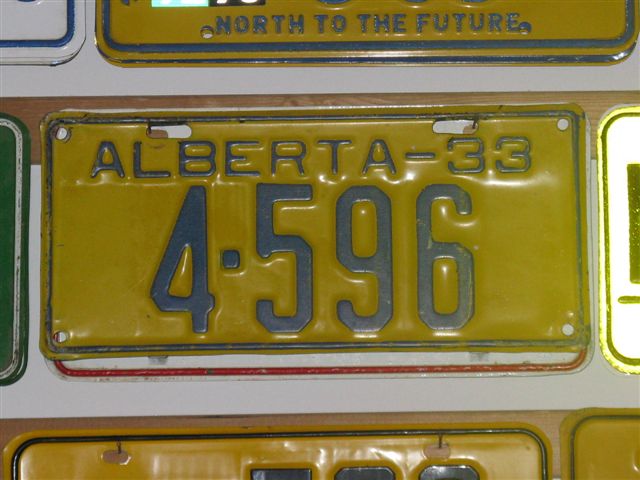 NORTH TO THE FUTURE
ALBERTA-33
4·596